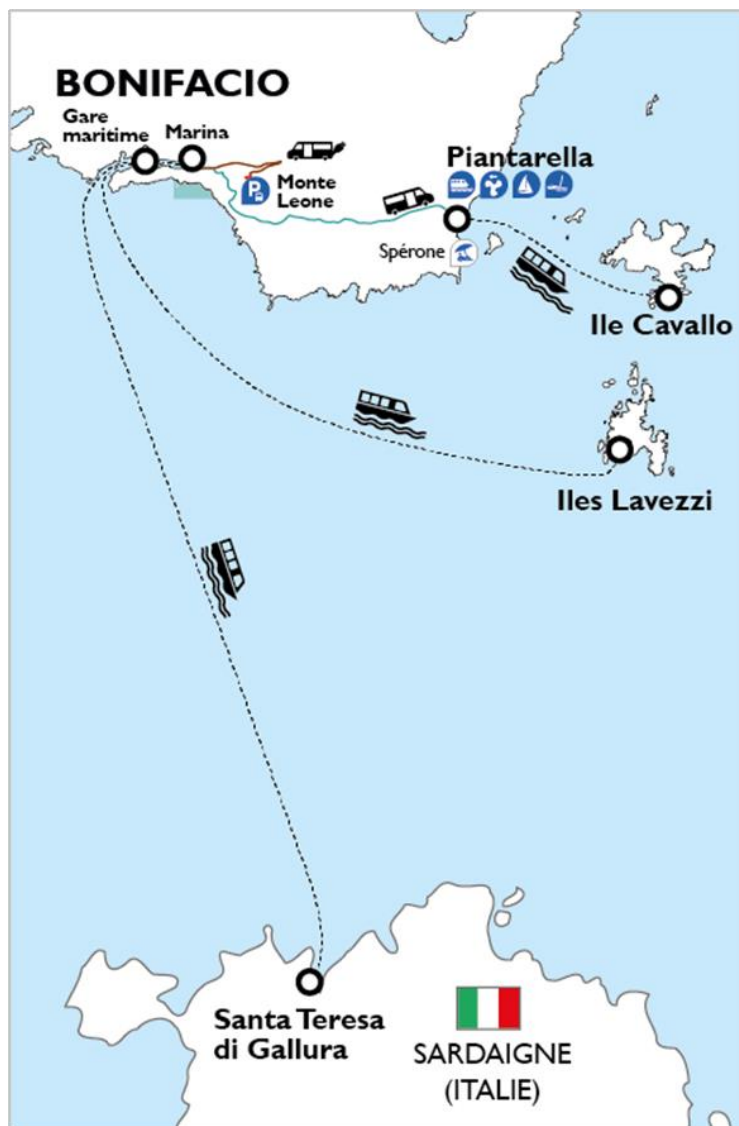 BONIFACIO
Gare
maritime
Marina
Piantarella
P
Monte
Leone
Spérone
Ile Cavallo
Iles Lavezzi
Santa Teresa
di Gallura
SARDAIGNE
(ITALIE)